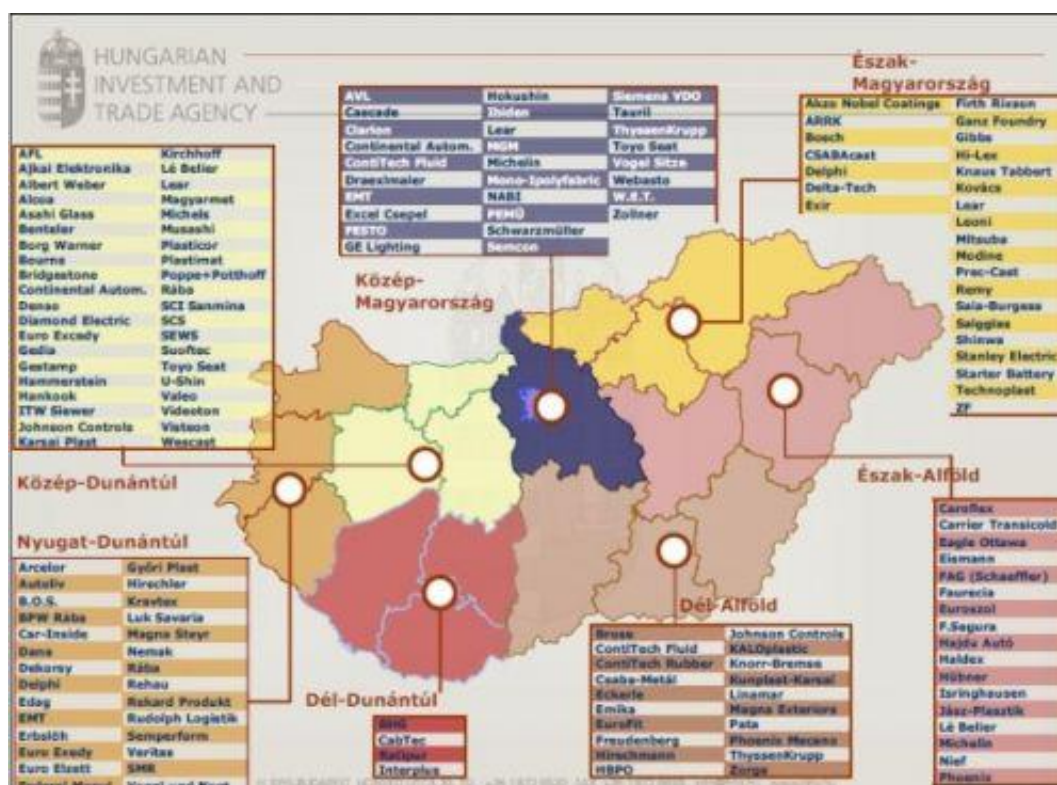 HUNGARIAN
INVESTMENT AND
TRADE AGENCY
Észak-
Magyarország
AVL Hokushin Siemens VDO
Cascade Ibiden Tauril
Clarion Lear ThyssenKrupp
Continental Autom. MGM Toyo Seat
ContiTech Fluid Michelin Vogel Sitze
Draexlmaier Mono-Ipolyfabric Webasto
EMT NABI W.E.T.
Excel Csepel PEMÜ Zollner
FESTO Schwarzmüller
GE Lighting Semcon
Akzo Nobel Coatings Firth Rixson
ARRK Ganz Foundry
Bosch Gibbs
CSABAcast Hi-Lex
Delphi Knaus Tabbert
Delta-Tech Kovács
Exir Lear
Leoni
Mitsuba
Modine
Prec-Cast
Remy
Saia-Burgess
Salgglas
Shinwa
Stanley Electric
Starter Battery
Technoplast
ZF
AFL Kirchhoff
Ajkai Elektronika Le Belier
Albert Weber Lear
Alcoa Magyarmet
Asahi Glass Michels
Benteler Musashi
Borg Warner Plasticor
Bourns Plastimat
Bridgestone Poppe+Potthoff
Continental Autom. Rába
Denso SCI Sanmina
Diamond Electric SCS
Euro Exedy SEWS
Gedia Suoftec
Gestamp Toyo Seat
Hammerstein U-Shin
Hankook Valeo
ITW Siewer Videoton
Johnson Controls Visteon
Karsai Plast Wescast
Közép-
Magyarország
Közép-Dunántúl
Észak-Alföld
Nyugat-Dunántúl
Arcelor Győri Plast
Autoliv Hirschler
B.O.S. Kravtex
BPW Rába Luk Savaria
Car-Inside Magna Steyr
Dana Nemak
Dekorsy Rába
Delphi Rehau
Edag Rekard Produkt
EMT Rudolph Logistik
Erbslöh Semperform
Euro Exedy Veritas
Euro Elzett SMR
Dél-Dunántúl
CabTec
Ratipur
Interplus
Dél-Alföld
Brose Johnson Controls
ContiTech Fluid KALOplastic
ContiTech Rubber Knorr-Bremse
Csaba-Metál Kunplast-Karsai
Eckerle Linamar
Emika Magna Exteriors
EuroFit Pata
Freudenberg Phoenix Mecano
Hirschmann ThyssenKrupp
HBPO Zorge
Caroflex
Carrier Transicold
Eagle Ottawa
Eismann
FAG (Schaeffler)
Faurecia
Euroszol
F.Segura
Hajdu Autó
Haldex
Hübner
Isringhausen
Jász-Plasztik
Le Belier
Michelin
Nief
Phoenix